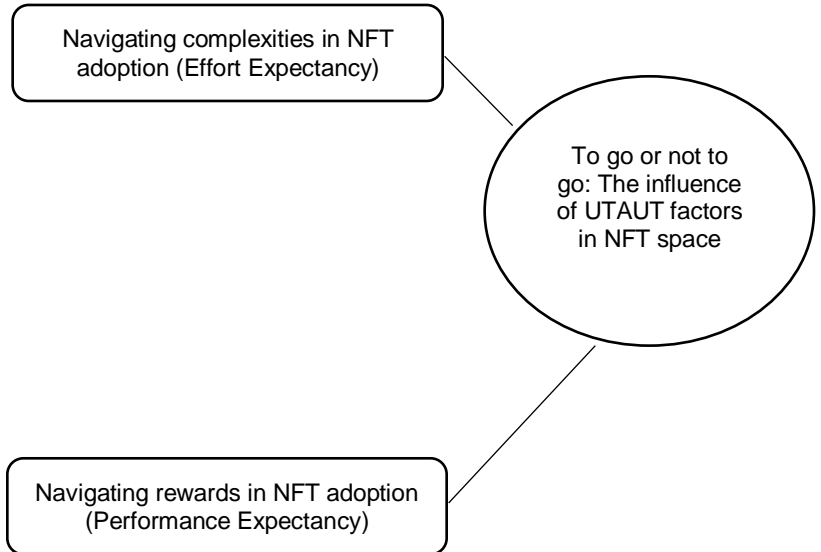 Navigating complexities in NFT
adoption (Effort Expectancy)
To go or not to
go: The influence
of UTAUT factors
in NFT space
Navigating rewards in NFT adoption
(Performance Expectancy)